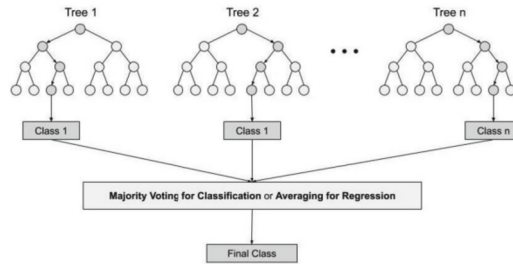 Tree 1
Tree 2
Tree n
Class 1
Class 1
Class n
Majority Voting for Classification or Averaging for Regression
Final Class